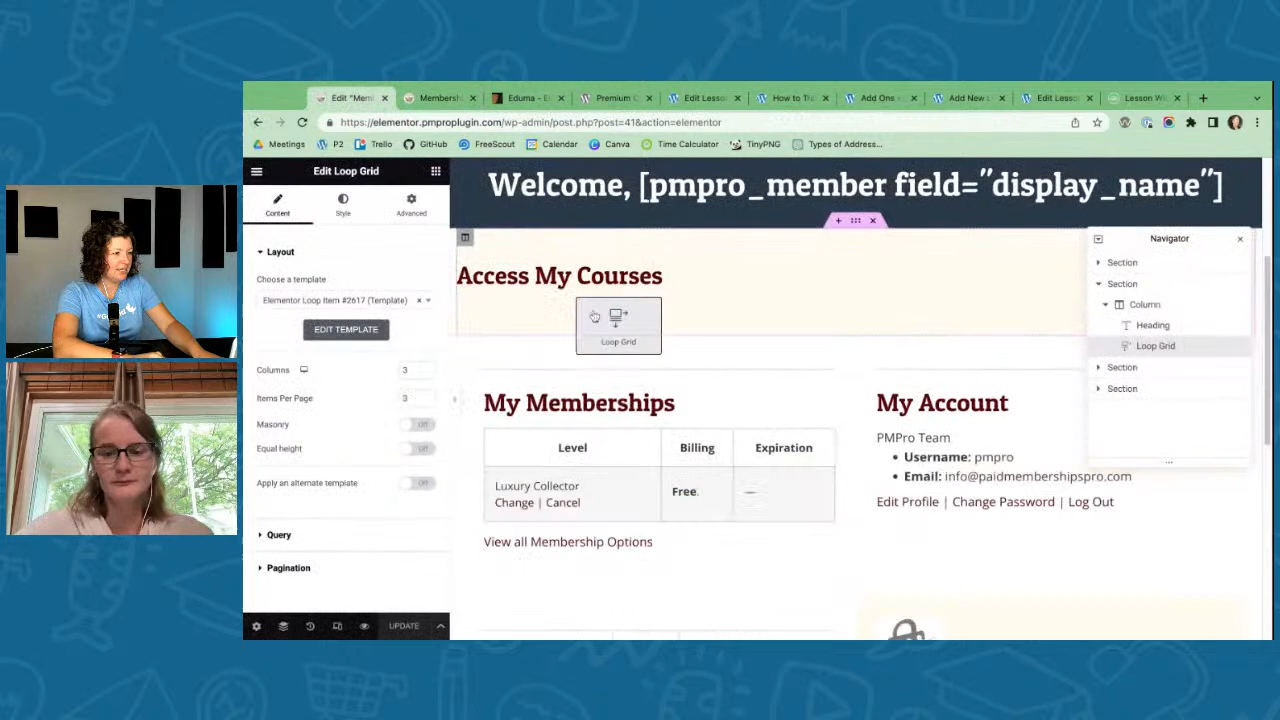 Edit "Mem
Membersh
Eduma – El
Premium C
Edit Lesso
How to Tra
Add Ons
Add New L
Edit Lesso
Lesson Wi
https://elementor.pmproplugin.com/wp-admin/post.php?post=41&action=elementor
Meetings
P2
Trello
GitHub
FreeScout
Calendar
Canva
Time Calculator
TinyPNG
Types of Address...
Edit Loop Grid
Content
Style
Advanced
Layout
Choose a template
Elementor Loop Item #2617 (Template)
EDIT TEMPLATE
Columns
3
Items Per Page
3
Masonry
Off
Equal height
Off
Apply an alternate template
Off
Query
Pagination
UPDATE
Welcome, [pmpro_member field="display_name"]
Access My Courses
Loop Grid
My Memberships
Level Billing Expiration
Luxury Collector
Change | Cancel
Free.
—
View all Membership Options
My Account
PMPro Team
• Username: pmpro
• Email: info@paidmembershipspro.com
Edit Profile | Change Password | Log Out
Navigator
Section
Section
Column
Heading
Loop Grid
Section
Section